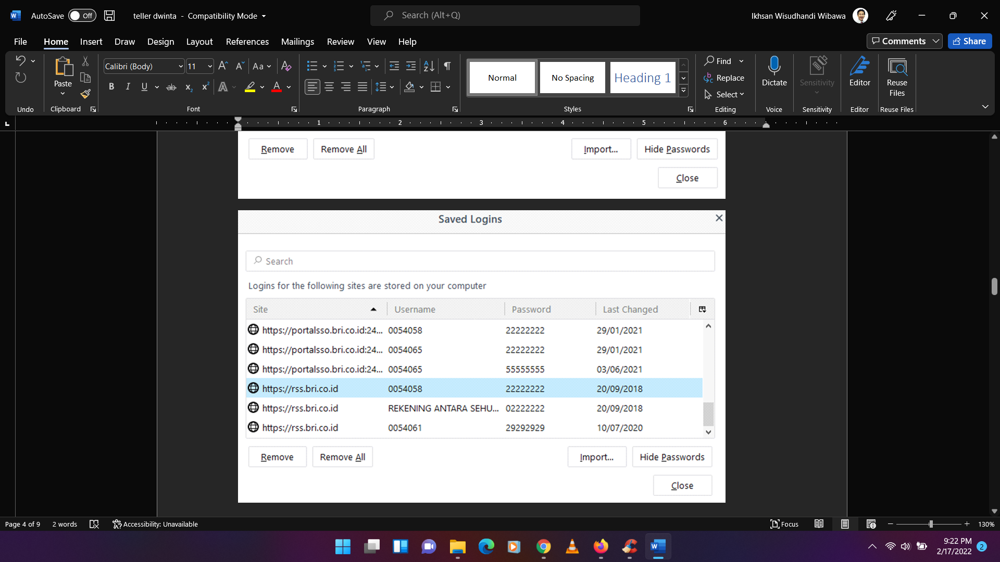 AutoSave Off teller dwinta - Compatibility Mode Search (Alt+Q) Ikhsan Wisudhandi Wibawa
File Home Insert Draw Design Layout References Mailings Review View Help Comments Share
Calibri (Body) 11 Aa
Paste
B I U ab x2 x2 A A
Normal No Spacing Heading 1
Find
Replace
Select
Dictate Sensitivity Editor Reuse Files
Undo Clipboard Font Paragraph Styles Editing Voice Sensitivity Editor Reuse Files
1 2 3 4 5 6
Remove Remove All Import... Hide Passwords
Close
Saved Logins
Search
Logins for the following sites are stored on your computer
Site Username Password Last Changed
https://portalsso.bri.co.id:24... 0054058 22222222 29/01/2021
https://portalsso.bri.co.id:24... 0054065 22222222 29/01/2021
https://portalsso.bri.co.id:24... 0054065 55555555 03/06/2021
https://rss.bri.co.id 0054058 22222222 20/09/2018
https://rss.bri.co.id REKENING ANTARA SEHU... 02222222 20/09/2018
https://rss.bri.co.id 0054061 29292929 10/07/2020
Remove Remove All Import... Hide Passwords
Close
Page 4 of 9 2 words Accessibility: Unavailable Focus 130%
9:22 PM
2/17/2022 2